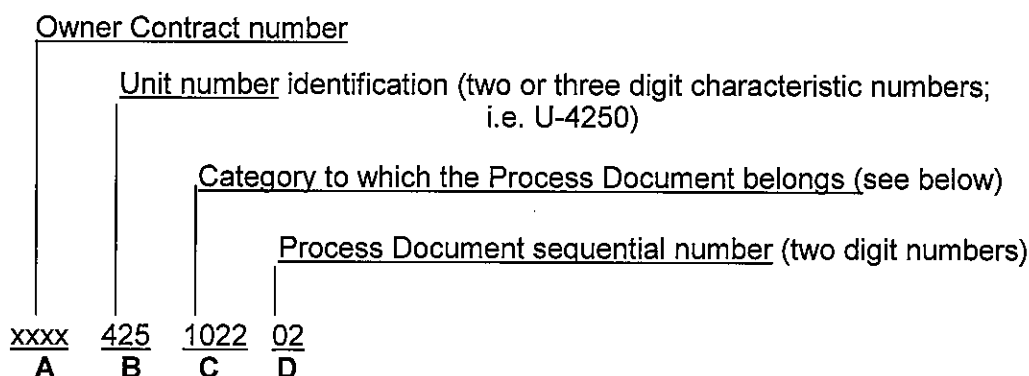 Owner Contract number
Unit number identification (two or three digit characteristic numbers;
i.e. U-4250)
Category to which the Process Document belongs (see below)
Process Document sequential number (two digit numbers)
xxxx 425 1022 02
A B C D